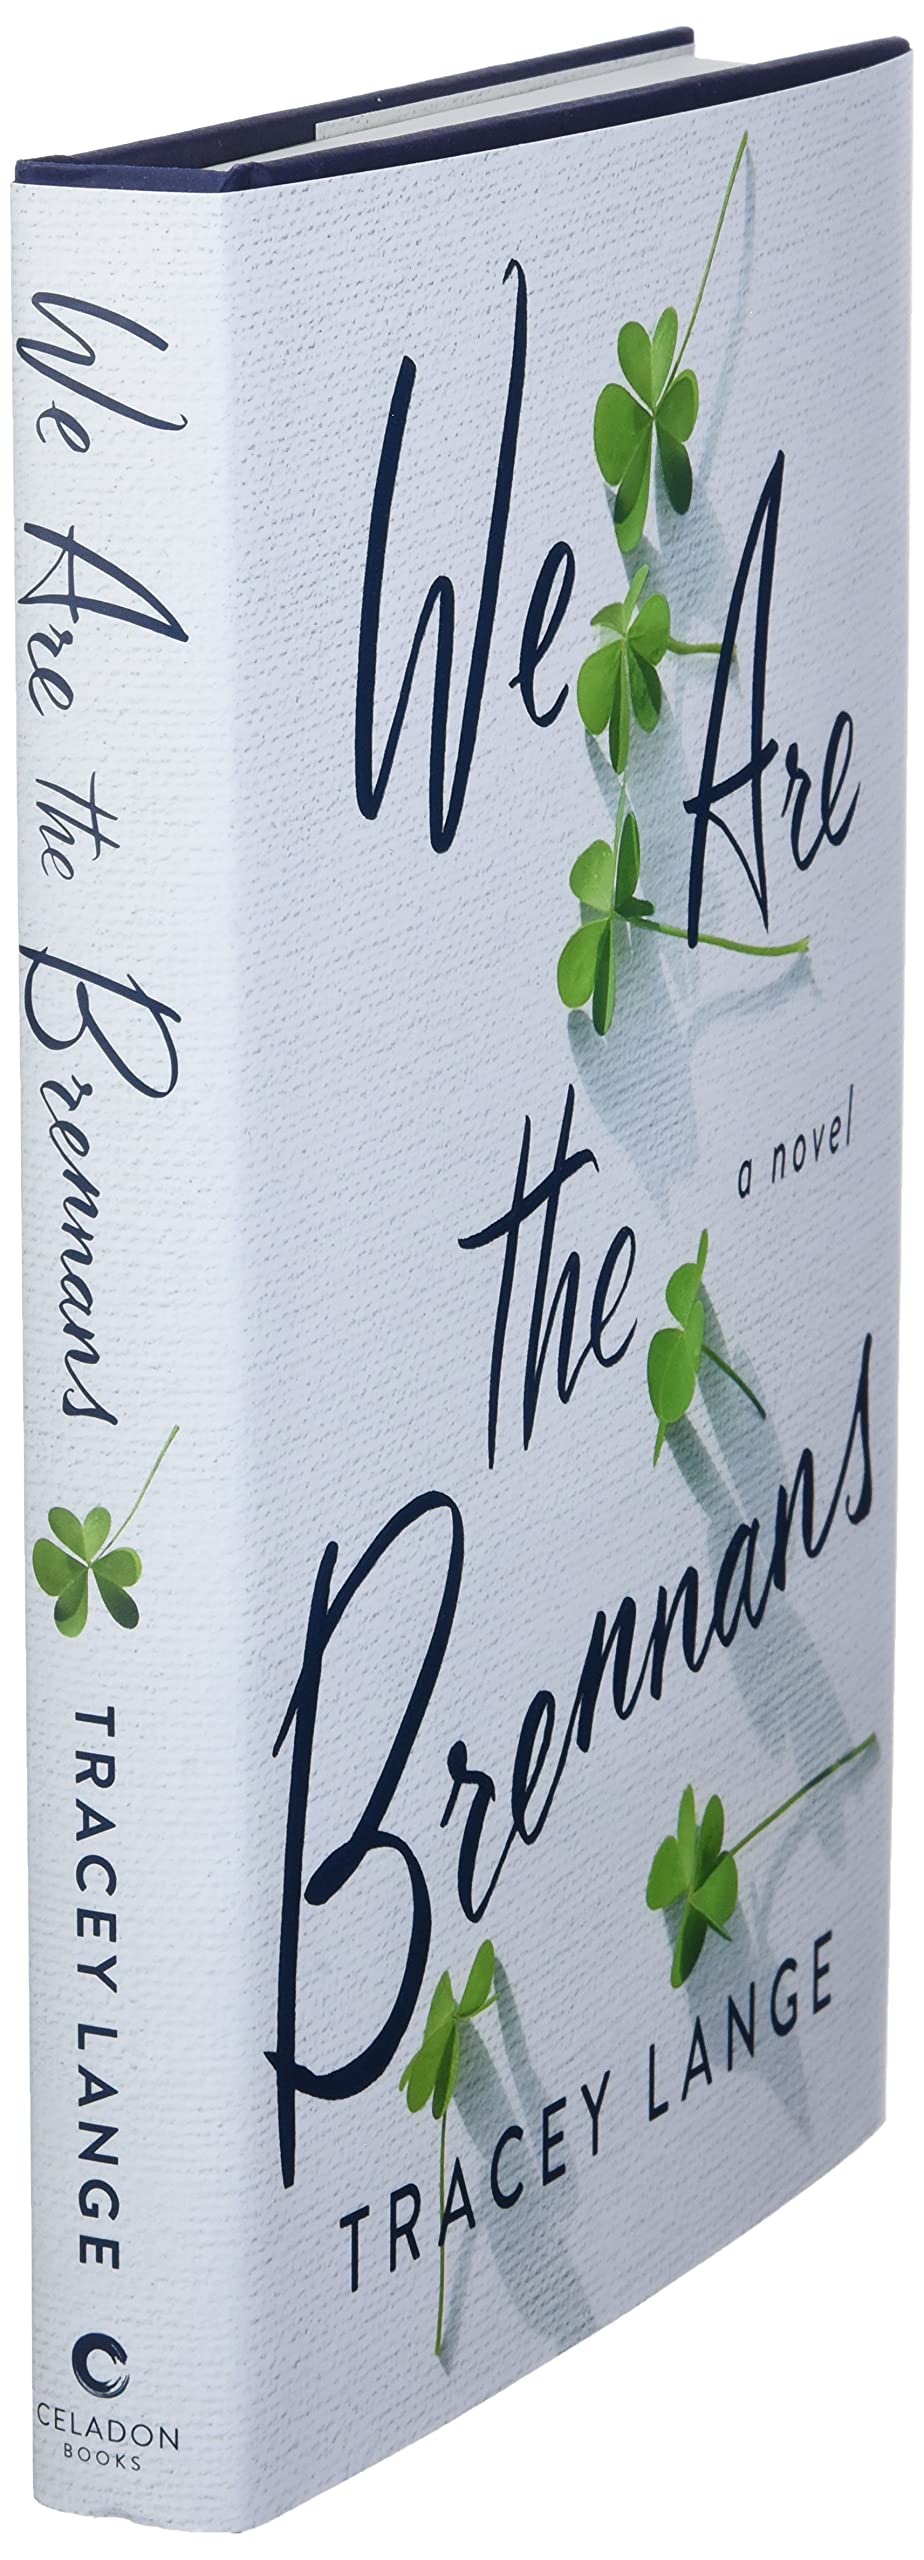 We Are the Brennans
TRACEY LANGE
CELADON
BOOKS
We
Are
the
a novel
Brennans
TRACEY LANGE